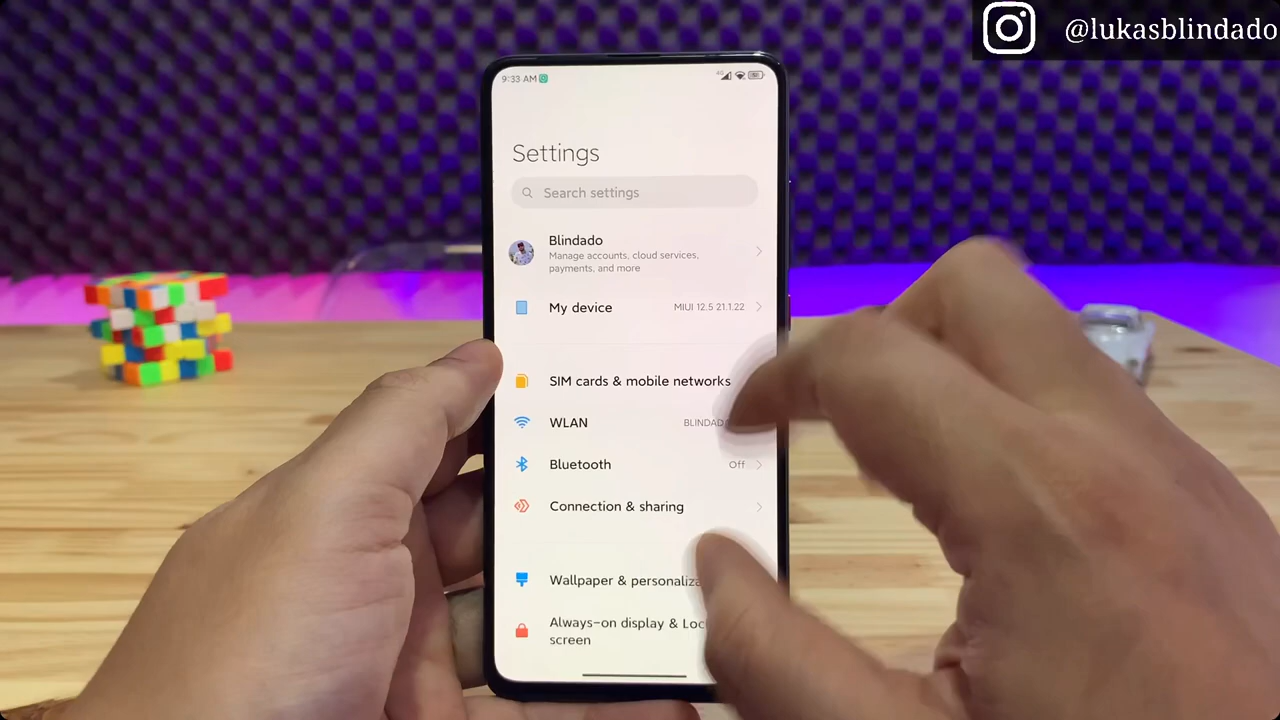 @lukasblindado
9:33 AM
4G
Settings
Search settings
Blindado
Manage accounts, cloud services,
payments, and more
My device MIUI 12.5 21.1.22
SIM cards & mobile networks
WLAN BLINDAD
Bluetooth Off
Connection & sharing
Wallpaper & personaliza
Always-on display & Loc
screen